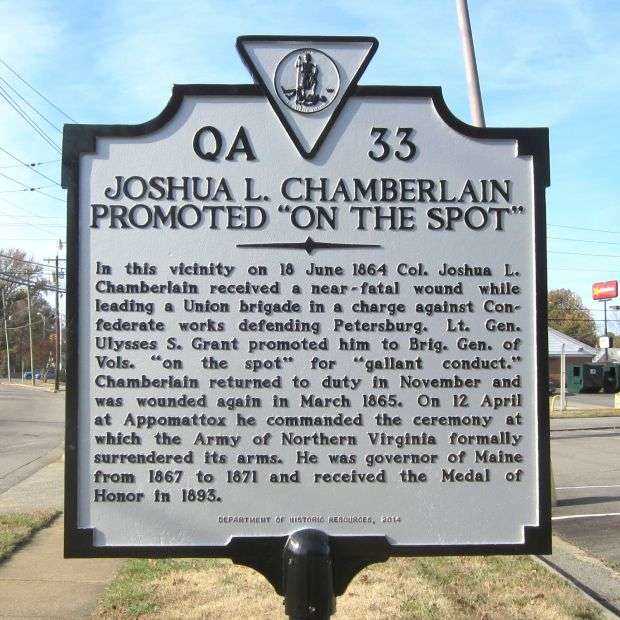 QA 33
JOSHUA L. CHAMBERLAIN
PROMOTED "ON THE SPOT"
In this vicinity on 18 June 1864 Col. Joshua L.
Chamberlain received a near-fatal wound while
leading a Union brigade in a charge against Con-
federate works defending Petersburg. Lt. Gen.
Ulysses S. Grant promoted him to Brig. Gen. of
Vols. "on the spot" for "gallant conduct."
Chamberlain returned to duty in November and
was wounded again in March 1865. On 12 April
at Appomattox he commanded the ceremony at
which the Army of Northern Virginia formally
surrendered its arms. He was governor of Maine
from 1867 to 1871 and received the Medal of
Honor in 1893.
DEPARTMENT OF HISTORIC RESOURCES, 2014